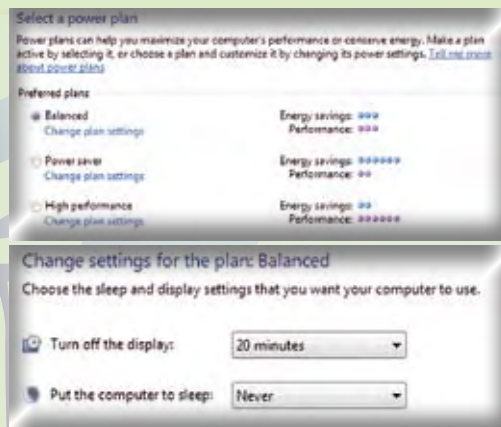 Select a power plan
Power plans can help you maximize your computer's performance or conserve energy. Make a plan
active by selecting it, or choose a plan and customize it by changing its power settings. Tell me more
about power plans
Preferred plans
Balanced Energy savings:
Change plan settings Performance:
Power saver Energy savings:
Change plan settings Performance:
High performance Energy savings:
Change plan settings Performance:
Change settings for the plan: Balanced
Choose the sleep and display settings that you want your computer to use.
Turn off the display: 20 minutes
Put the computer to sleep: Never